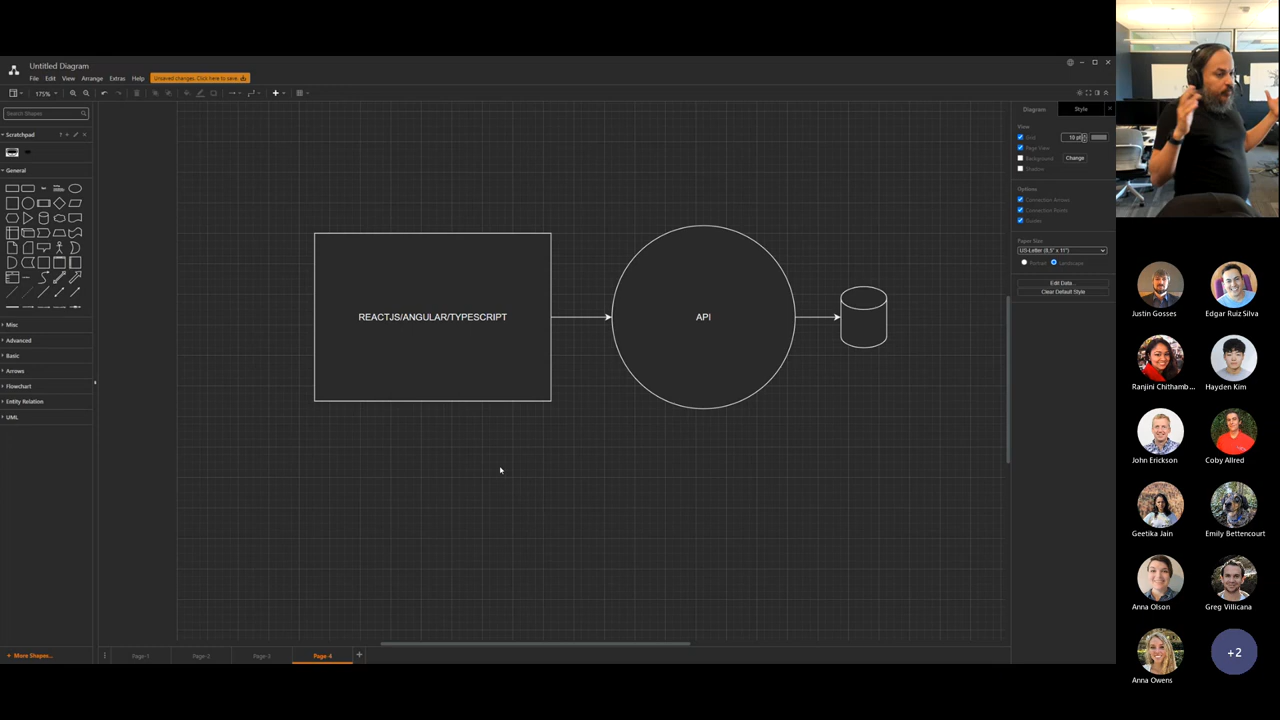 Untitled Diagram
File Edit View Arrange Extras Help Unsaved changes. Click here to save.
175%
Search Shapes
Scratchpad
General
Misc
Advanced
Basic
Arrows
Flowchart
Entity Relation
UML
+ More Shapes...
REACTJS/ANGULAR/TYPESCRIPT
API
Page-1 Page-2 Page-3 Page-4
Diagram Style
View
Grid 10 pt
Page View
Background Change
Shadow
Options
Connection Arrows
Connection Points
Guides
Paper Size
US-Letter (8,5" x 11")
Portrait Landscape
Edit Data...
Clear Default Style
Justin Gosses
Edgar Ruiz Silva
Ranjini Chithamb...
Hayden Kim
John Erickson
Coby Allred
Geetika Jain
Emily Bettencourt
Anna Olson
Greg Villicana
Anna Owens
+2